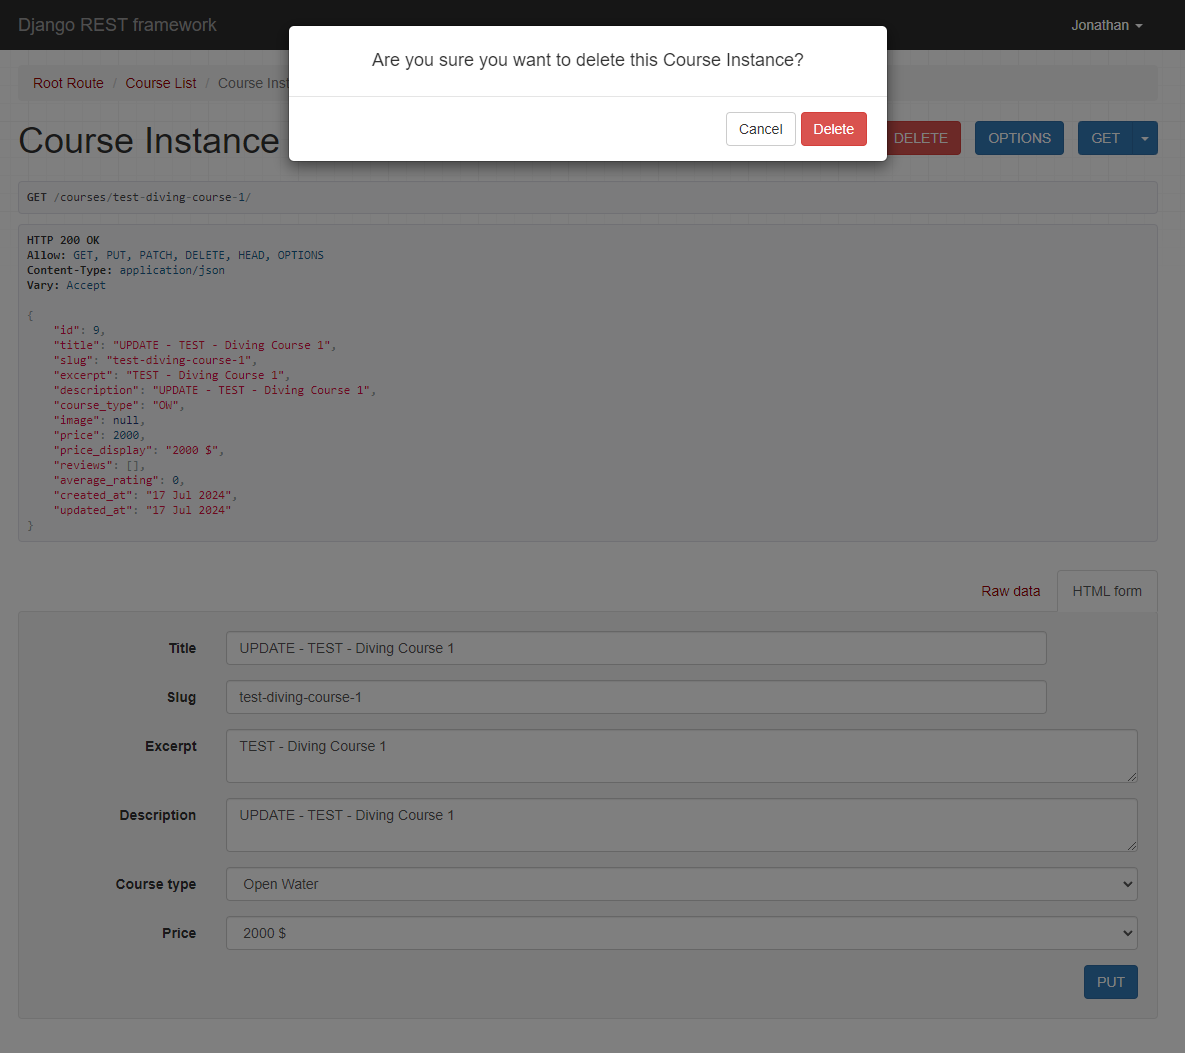 Django REST framework
Jonathan
Are you sure you want to delete this Course Instance?
Cancel
Delete
Root Route / Course List / Course Inst
Course Instance
DELETE
OPTIONS
GET
GET /courses/test-diving-course-1/
HTTP 200 OK
Allow: GET, PUT, PATCH, DELETE, HEAD, OPTIONS
Content-Type: application/json
Vary: Accept
{
"id": 9,
"title": "UPDATE - TEST - Diving Course 1",
"slug": "test-diving-course-1",
"excerpt": "TEST - Diving Course 1",
"description": "UPDATE - TEST - Diving Course 1",
"course_type": "OW",
"image": null,
"price": 2000,
"price_display": "2000 $",
"reviews": [],
"average_rating": 0,
"created_at": "17 Jul 2024",
"updated_at": "17 Jul 2024"
}
Raw data
HTML form
Title
UPDATE - TEST - Diving Course 1
Slug
test-diving-course-1
Excerpt
TEST - Diving Course 1
Description
UPDATE - TEST - Diving Course 1
Course type
Open Water
Price
2000 $
PUT